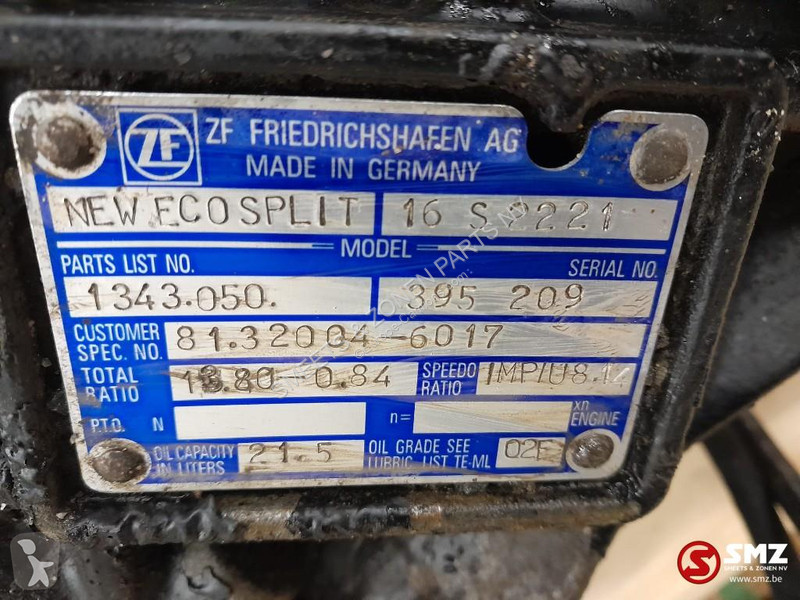 ZF ZF FRIEDRICHSHAFEN AG
MADE IN GERMANY
NEW ECOSPLIT 16 S 2221
MODEL
PARTS LIST NO. SERIAL NO.
1343.050. 395 209
CUSTOMER
SPEC. NO. 81.32004-6017
TOTAL
RATIO 13.80-0.84 SPEEDO
RATIO IMP/U8.14
P.T.O. N n= xn
ENGINE
OIL CAPACITY
IN LITERS 21.5 OIL GRADE SEE
LUBRIC. LIST TE-ML 02E
SMZ
SMEETS & ZONEN NV
www.smz.be